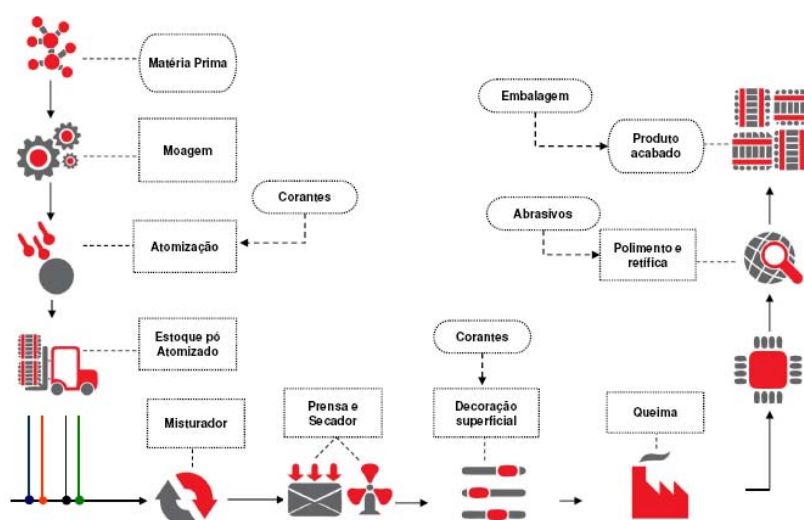 Matéria Prima
Moagem
Corantes
Atomização
Estoque pó
Atomizado
Misturador
Prensa e
Secador
Corantes
Decoração
superficial
Queima
Abrasivos
Polimento e
retífica
Embalagem
Produto
acabado